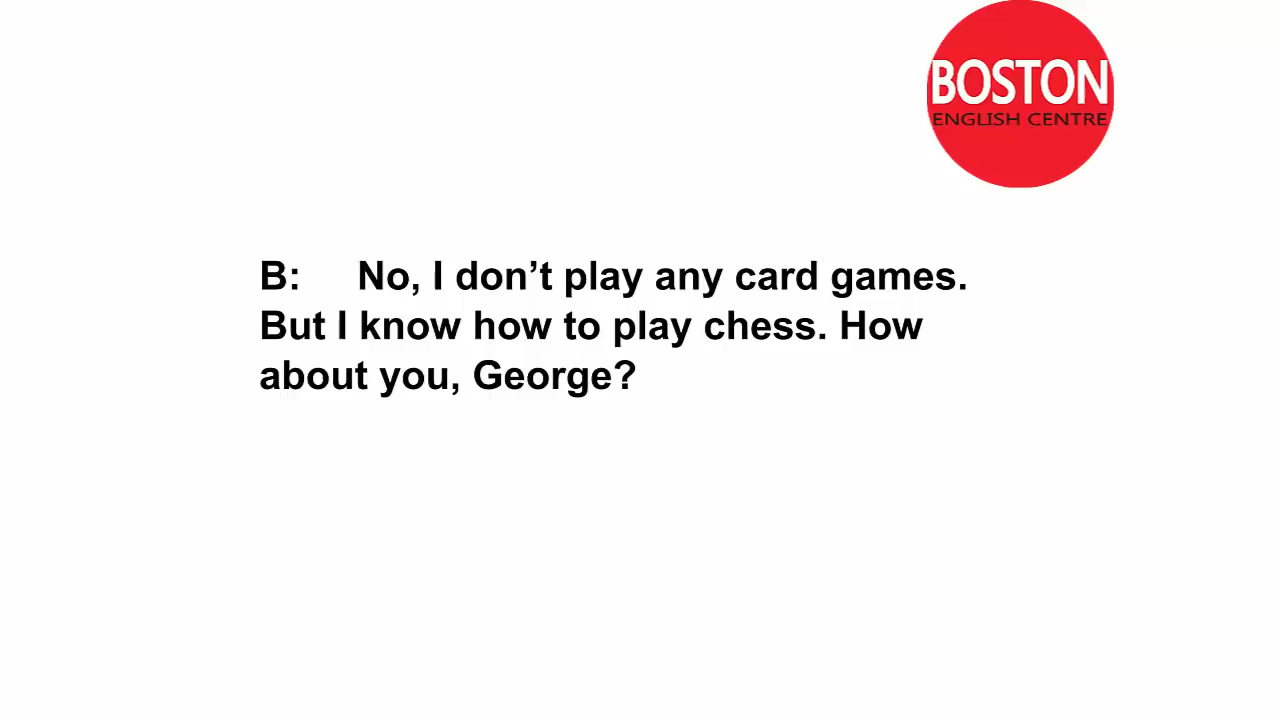 BOSTON
ENGLISH CENTRE
B: No, I don’t play any card games.
But I know how to play chess. How
about you, George?